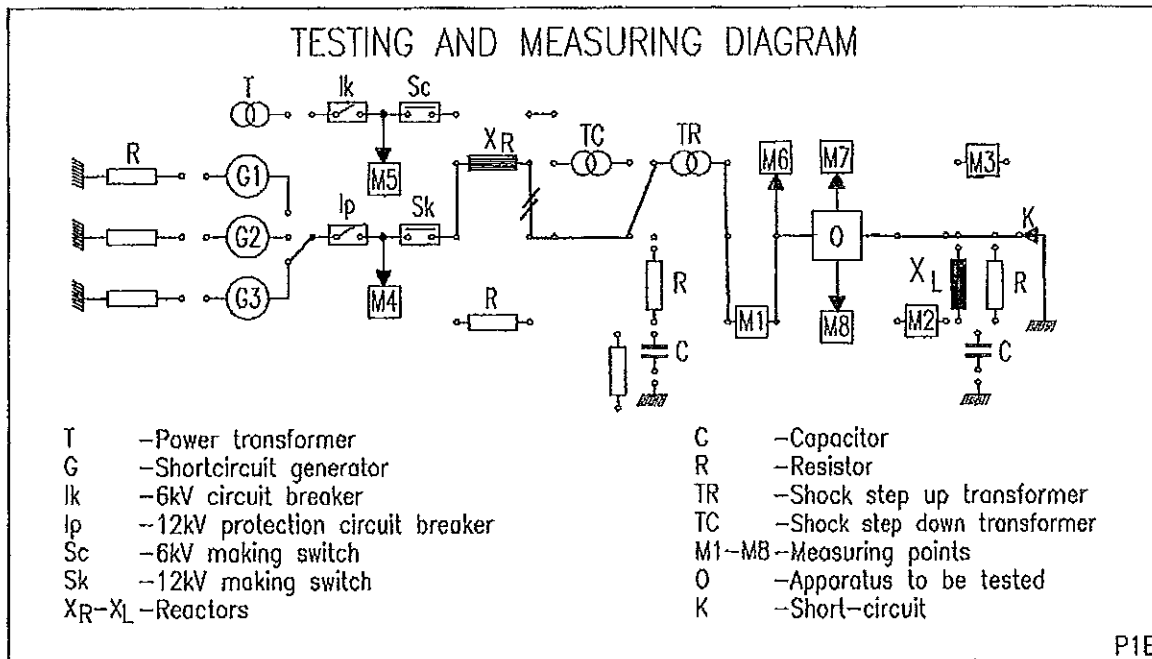 TESTING AND MEASURING DIAGRAM
T Ik Sc
XR TC TR
M5 M6 M7 M3
R G1
Ip Sk K
G2 O
G3 M4 R R XL R
M1 M8 M2
C C
T -Power transformer
G -Shortcircuit generator
Ik -6kV circuit breaker
Ip -12kV protection circuit breaker
Sc -6kV making switch
Sk -12kV making switch
XR-XL -Reactors
C -Capacitor
R -Resistor
TR -Shock step up transformer
TC -Shock step down transformer
M1-M8 -Measuring points
O -Apparatus to be tested
K -Short-circuit
P1E